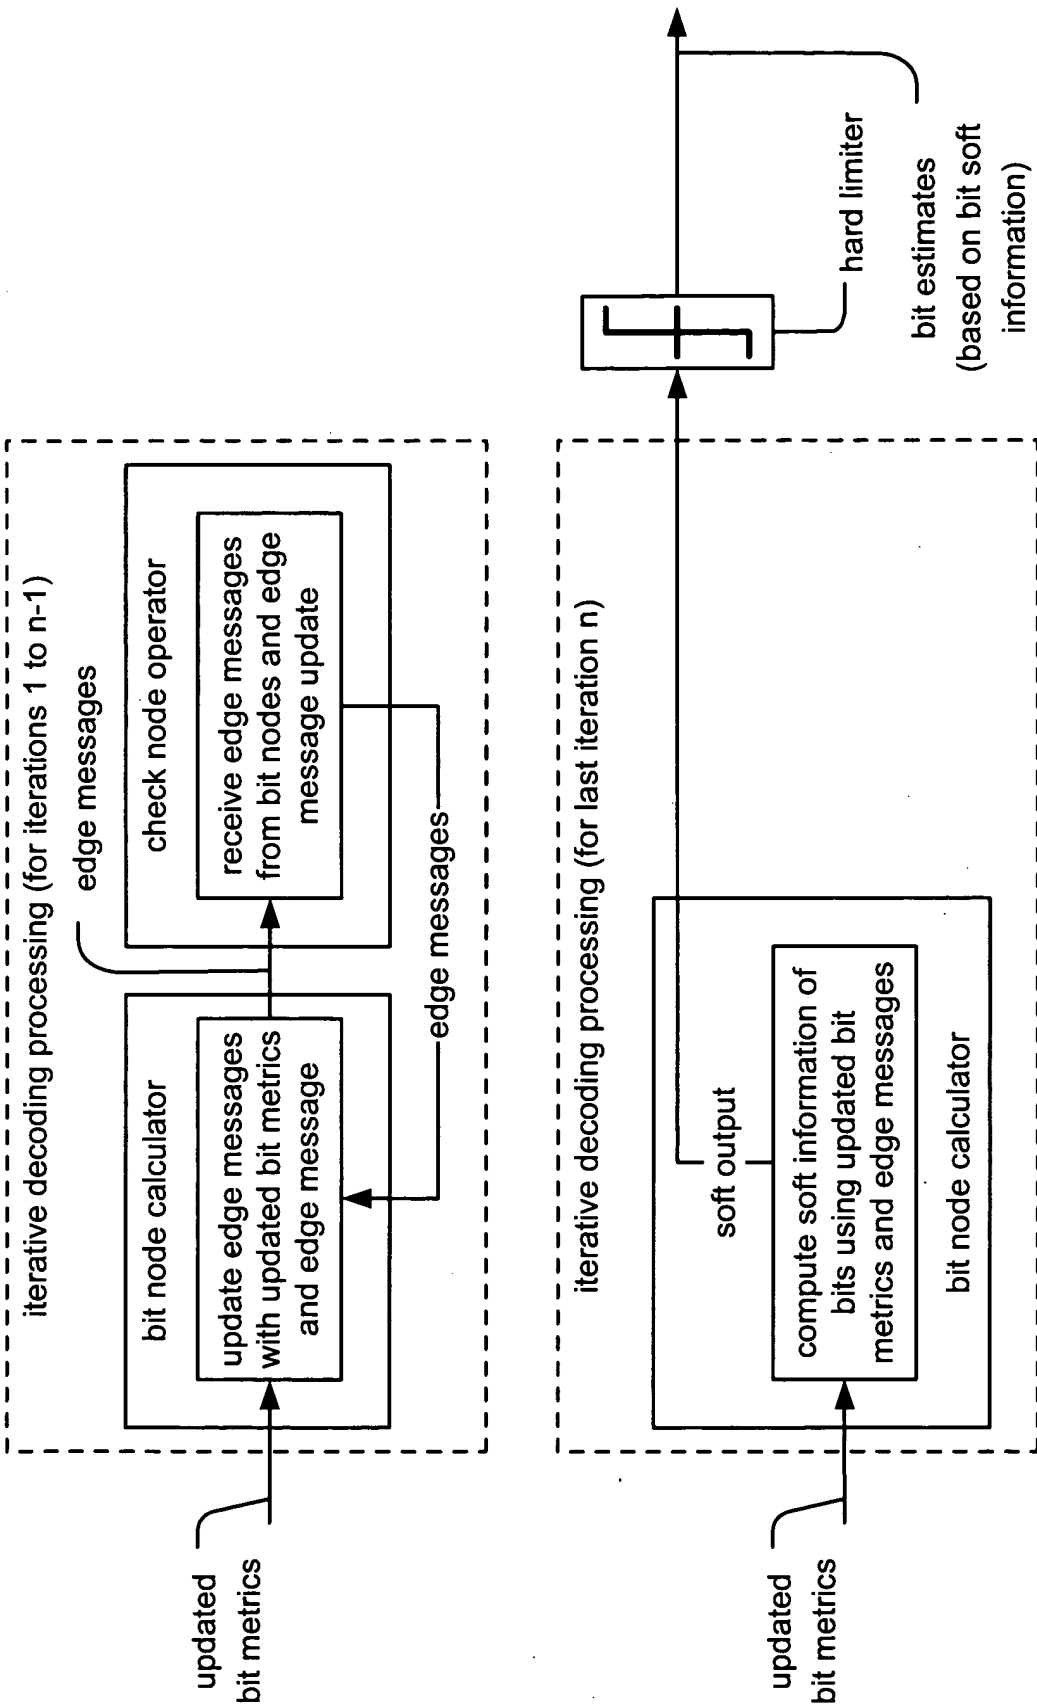 iterative decoding processing (for iterations 1 to n-1)
edge messages
bit node calculator
update edge messages
with updated bit metrics
and edge message
check node operator
receive edge messages
from bit nodes and edge
message update
edge messages
updated
bit metrics
iterative decoding processing (for last iteration n)
soft output
compute soft information of
bits using updated bit
metrics and edge messages
bit node calculator
updated
bit metrics
hard limiter
bit estimates
(based on bit soft
information)